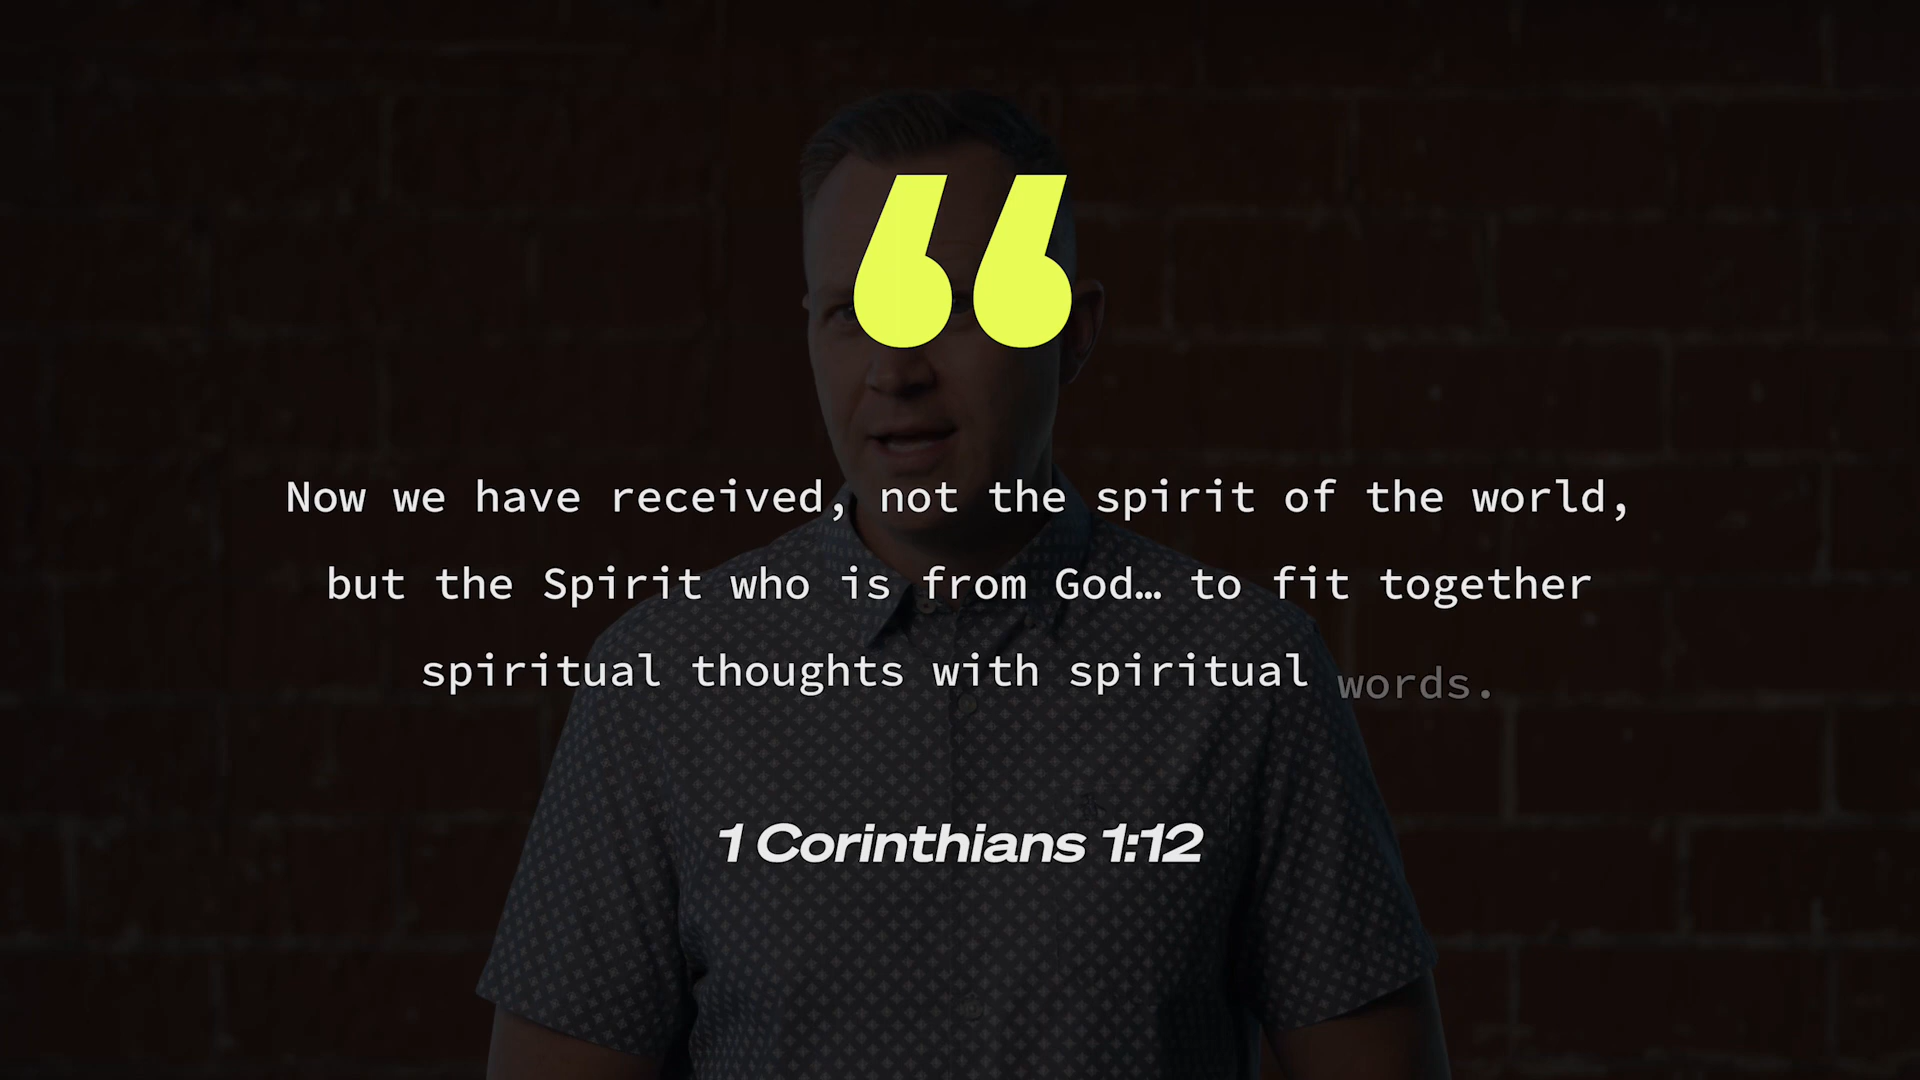 “
Now we have received, not the spirit of the world,
but the Spirit who is from God… to fit together
spiritual thoughts with spiritual words.
1 Corinthians 1:12